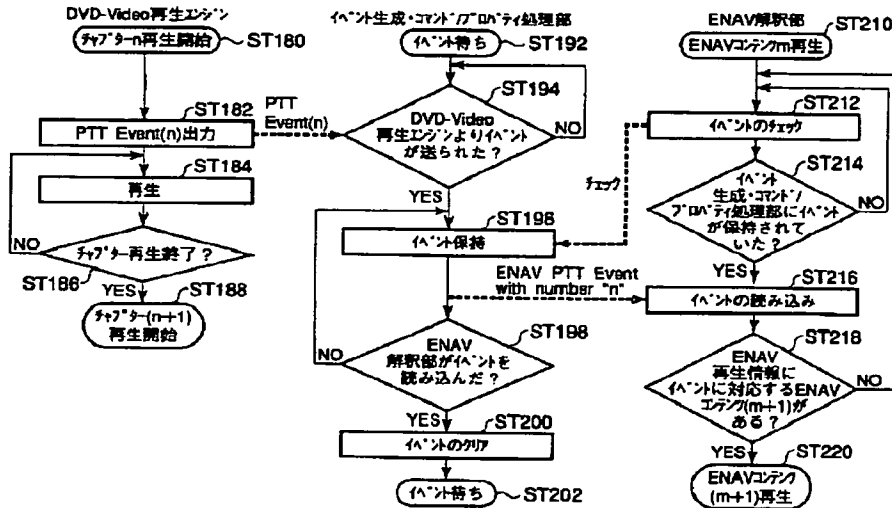 DVD-Video再生エンジン
チャプターn再生開始
ST180
ST182
PTT Event(n)出力
PTT
Event(n)
ST184
再生
NO
チャプター再生終了?
ST186
YES
ST188
チャプター(n+1)
再生開始
イベント生成・コマンド/プロパティ処理部
イベント待ち
ST192
ST194
DVD-Video
再生エンジンよりイベント
が送られた?
NO
YES
ST198
イベント保持
チェック
ENAV PTT Event
with number "n"
ST198
ENAV
解釈部がイベントを
読み込んだ?
NO
YES
ST200
イベントのクリア
イベント待ち
ST202
ENAV解釈部
ST210
ENAVコンテンツm再生
ST212
イベントのチェック
ST214
イベント
生成・コマンド/
プロパティ処理部にイベント
が保持されて
いた?
NO
YES
ST216
イベントの読み込み
ST218
ENAV
再生情報に
イベントに対応するENAV
コンテンツ(m+1)が
ある?
NO
YES
ST220
ENAVコンテンツ
(m+1)再生